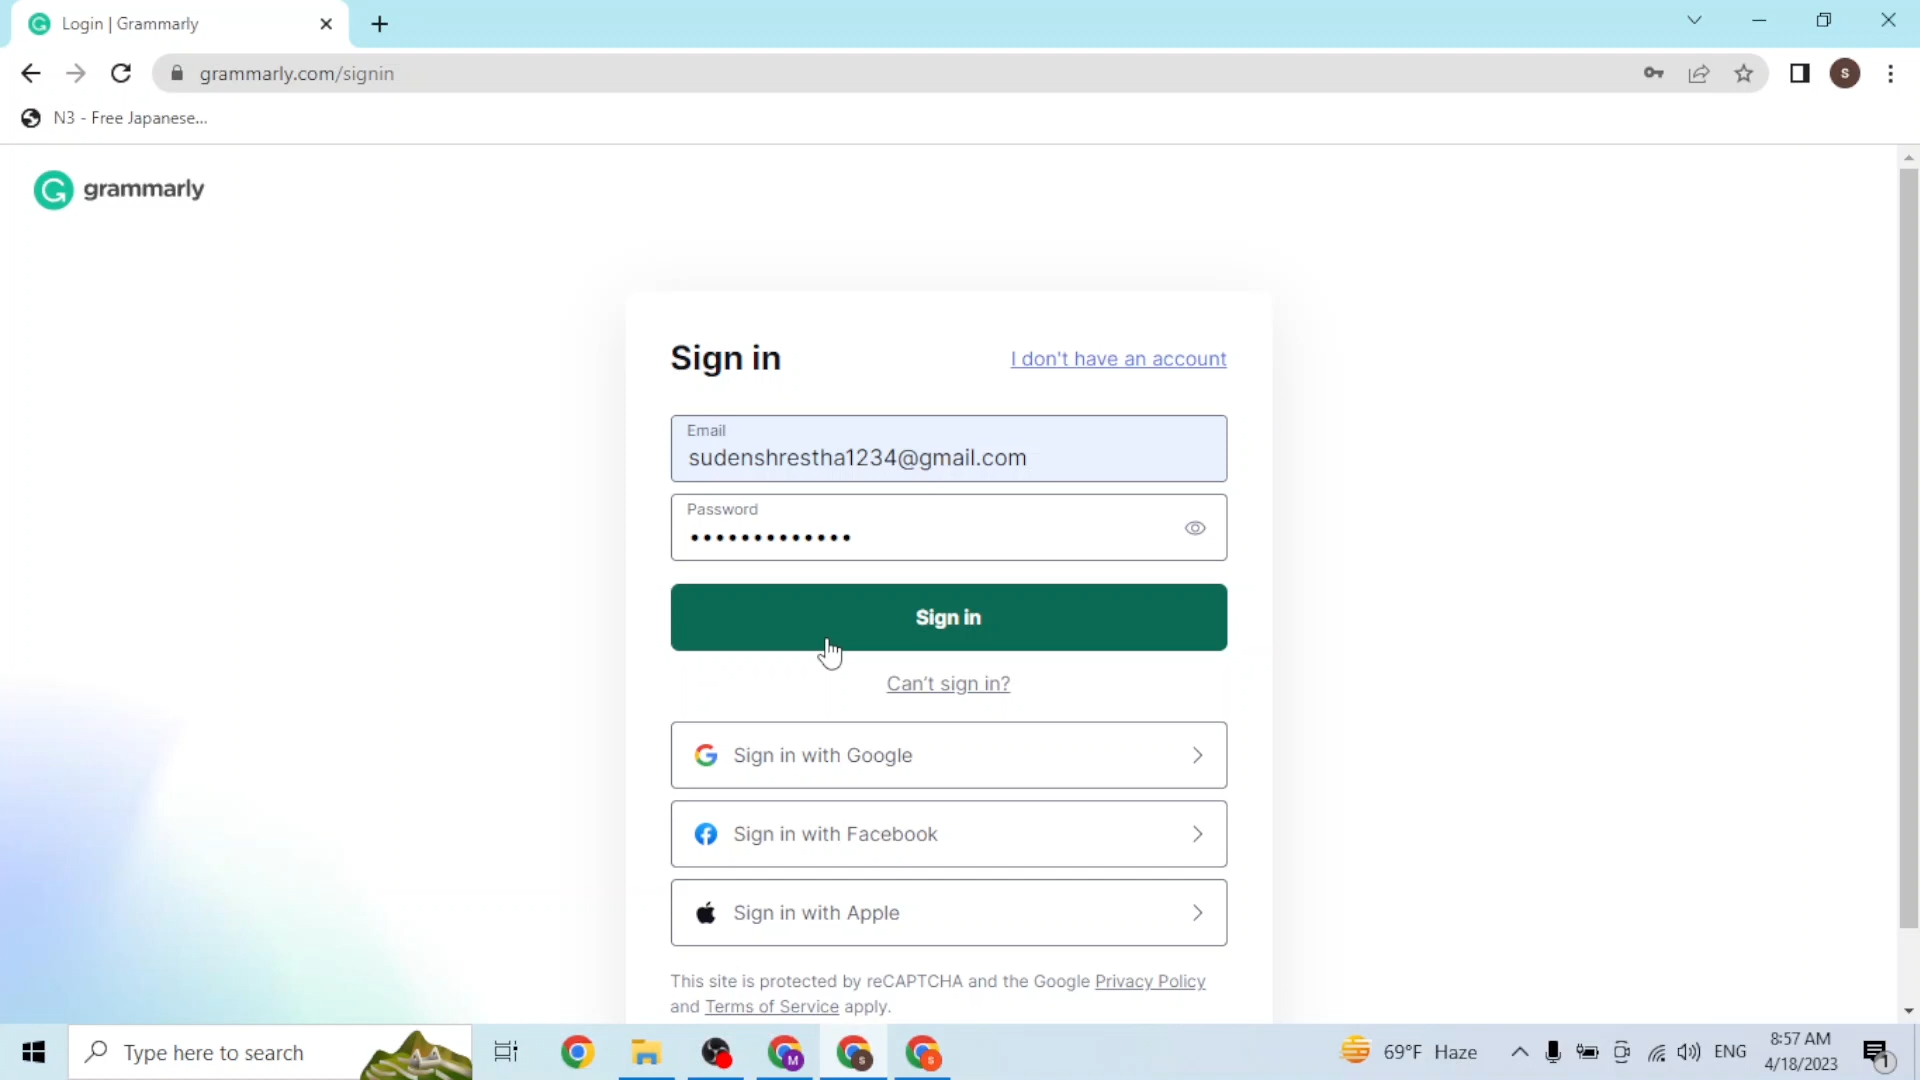 Login | Grammarly
grammarly.com/signin
S
N3 - Free Japanese...
grammarly
Sign in
I don't have an account
Email
sudenshrestha1234@gmail.com
Password
•••••••••••••
Sign in
Can't sign in?
Sign in with Google
Sign in with Facebook
Sign in with Apple
This site is protected by reCAPTCHA and the Google Privacy Policy
and Terms of Service apply.
Type here to search
M
S
S
69°F Haze
ENG
8:57 AM
4/18/2023
1